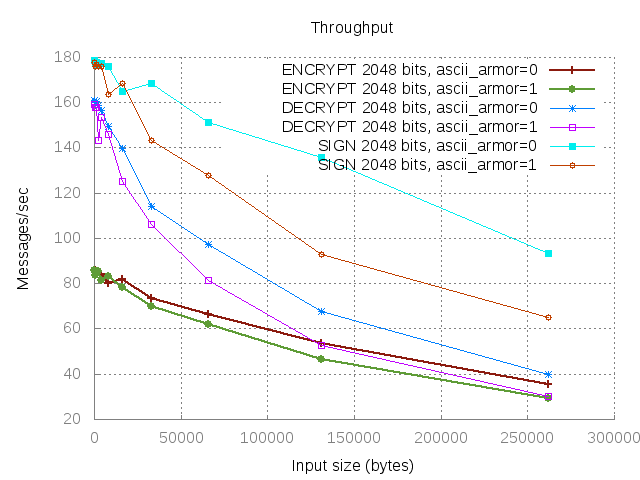 Throughput
180
160
140
120
100
80
60
40
20
Messages/sec
ENCRYPT 2048 bits, ascii_armor=0
ENCRYPT 2048 bits, ascii_armor=1
DECRYPT 2048 bits, ascii_armor=0
DECRYPT 2048 bits, ascii_armor=1
SIGN 2048 bits, ascii_armor=0
SIGN 2048 bits, ascii_armor=1
0 50000 100000 150000 200000 250000 300000
Input size (bytes)